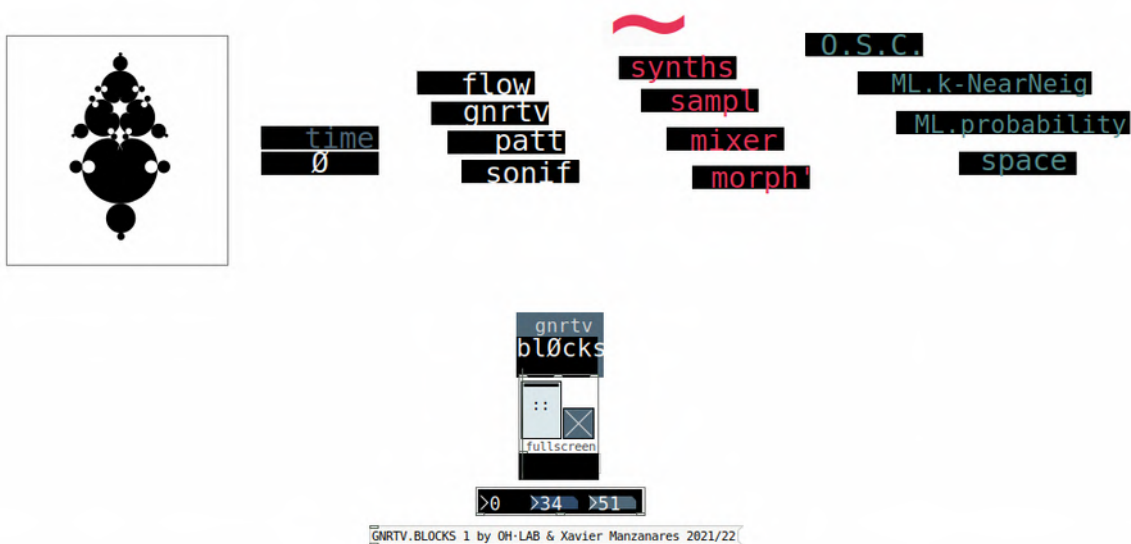 time
Ø
flow
gnrtv
patt
sonif
~
synths
sampl
mixer
morph'
O.S.C.
ML.k-NearNeig
ML.probability
space
gnrtv
blØcks
::
fullscreen
>0 >34 >51
GNRTV.BLOCKS 1 by OH·LAB & Xavier Manzanares 2021/22